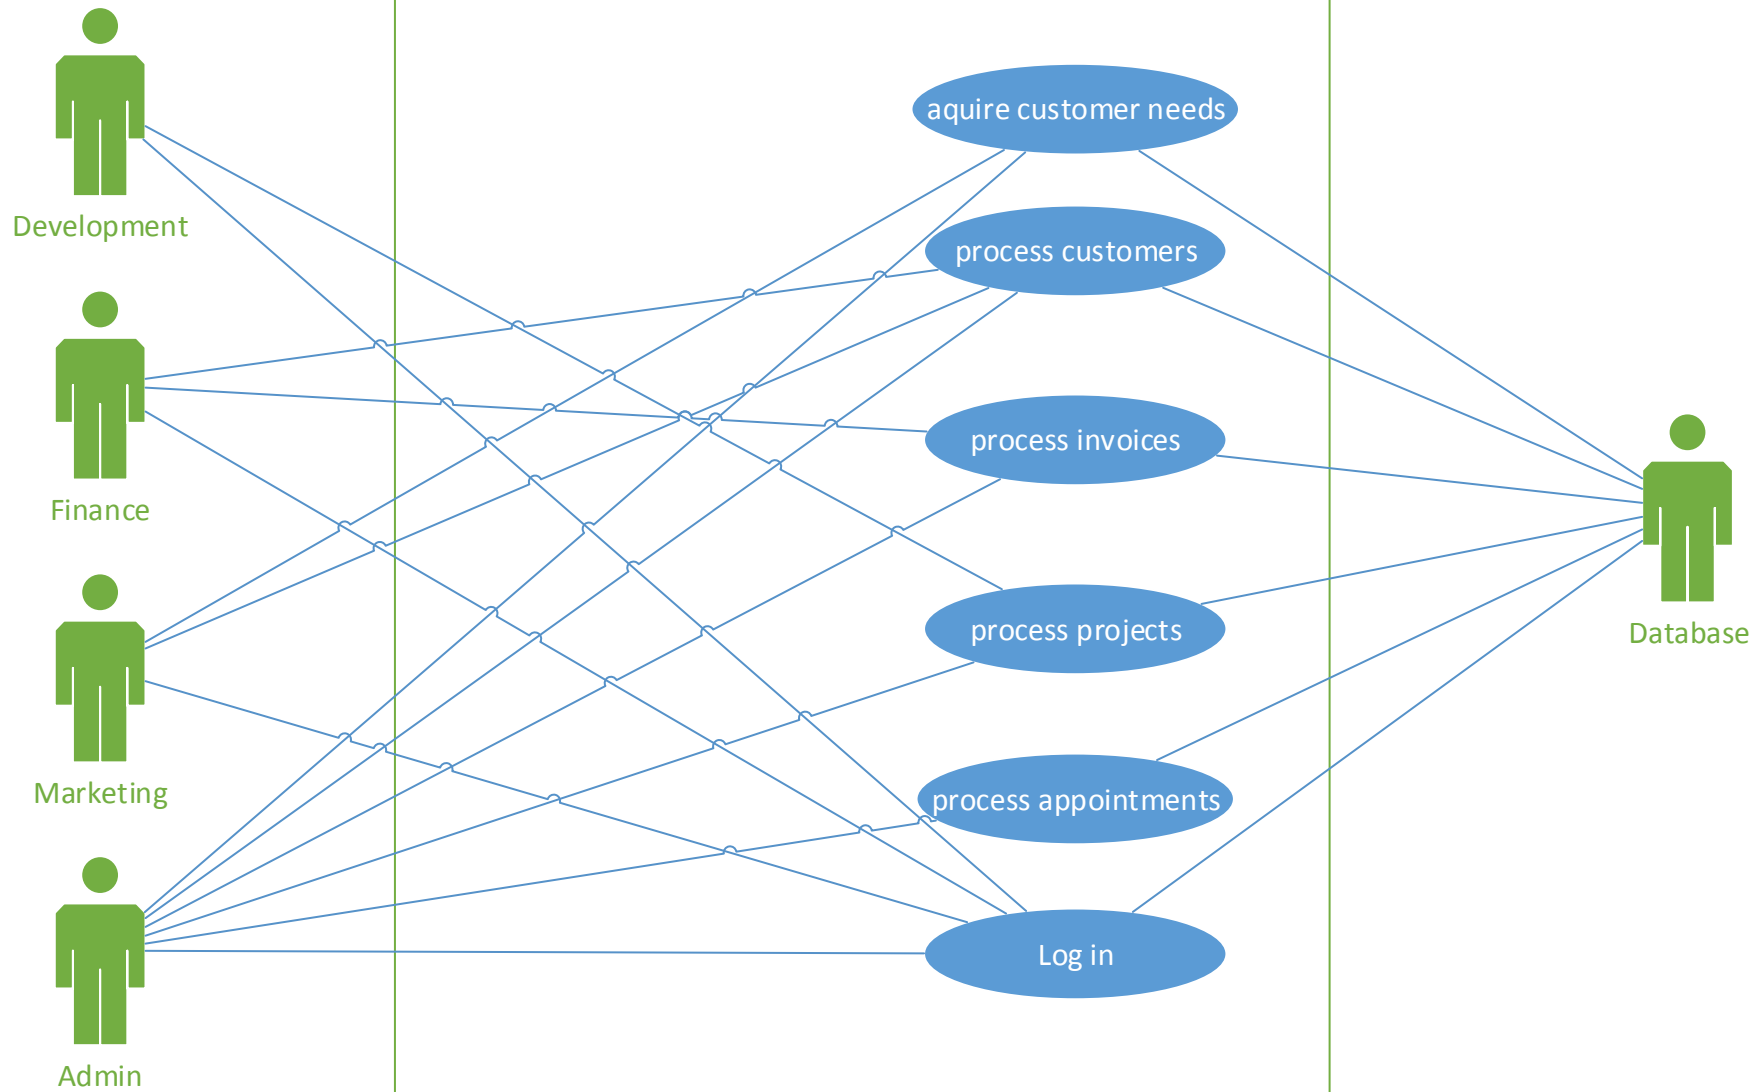 Development
Finance
Marketing
Admin
aquire customer needs
process customers
process invoices
process projects
process appointments
Log in
Database